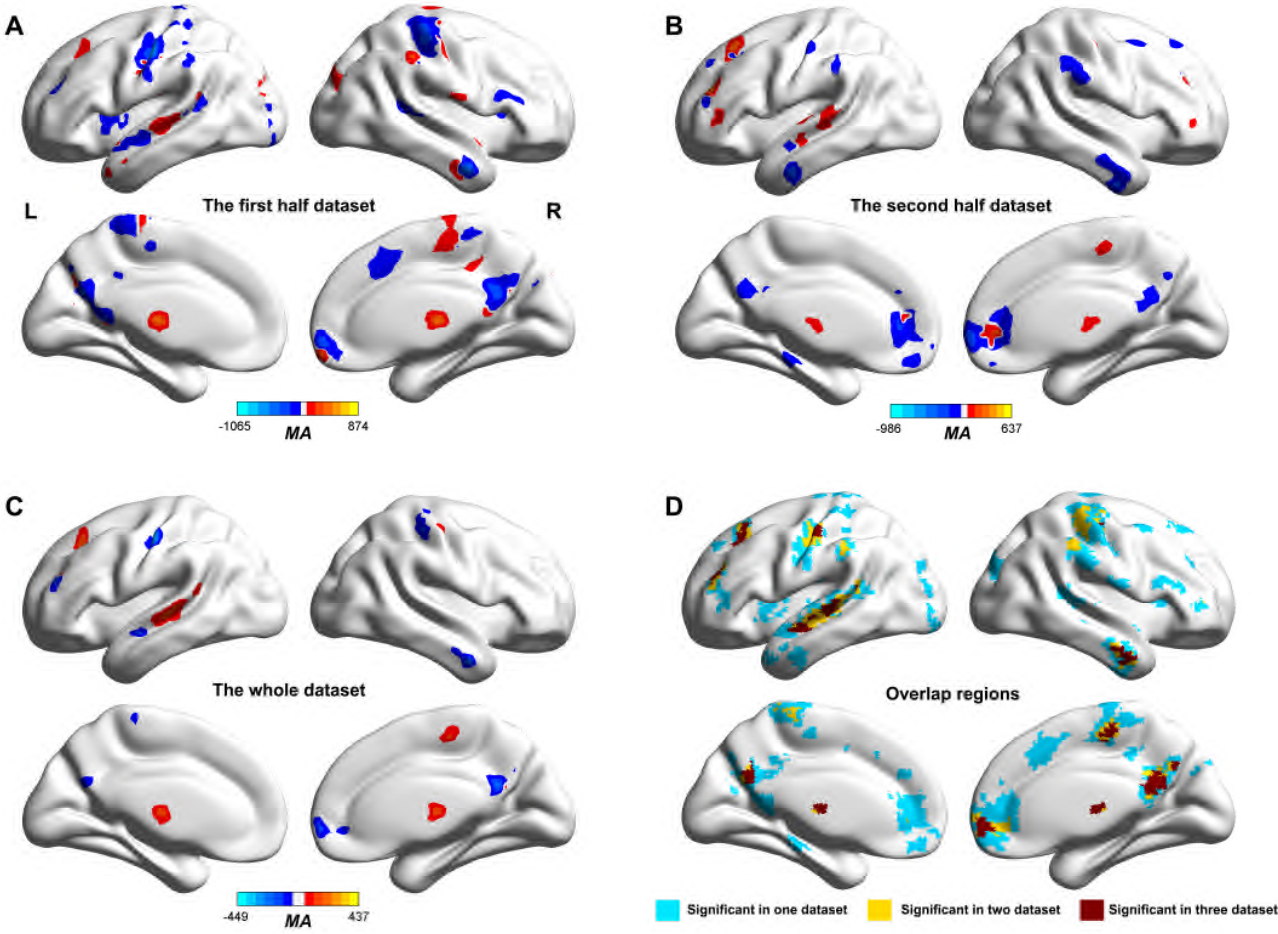 A
B
The first half dataset
The second half dataset
L
R
-1065
874
MA
-986
637
MA
C
D
The whole dataset
Overlap regions
-449
437
MA
Significant in one dataset
Significant in two dataset
Significant in three dataset